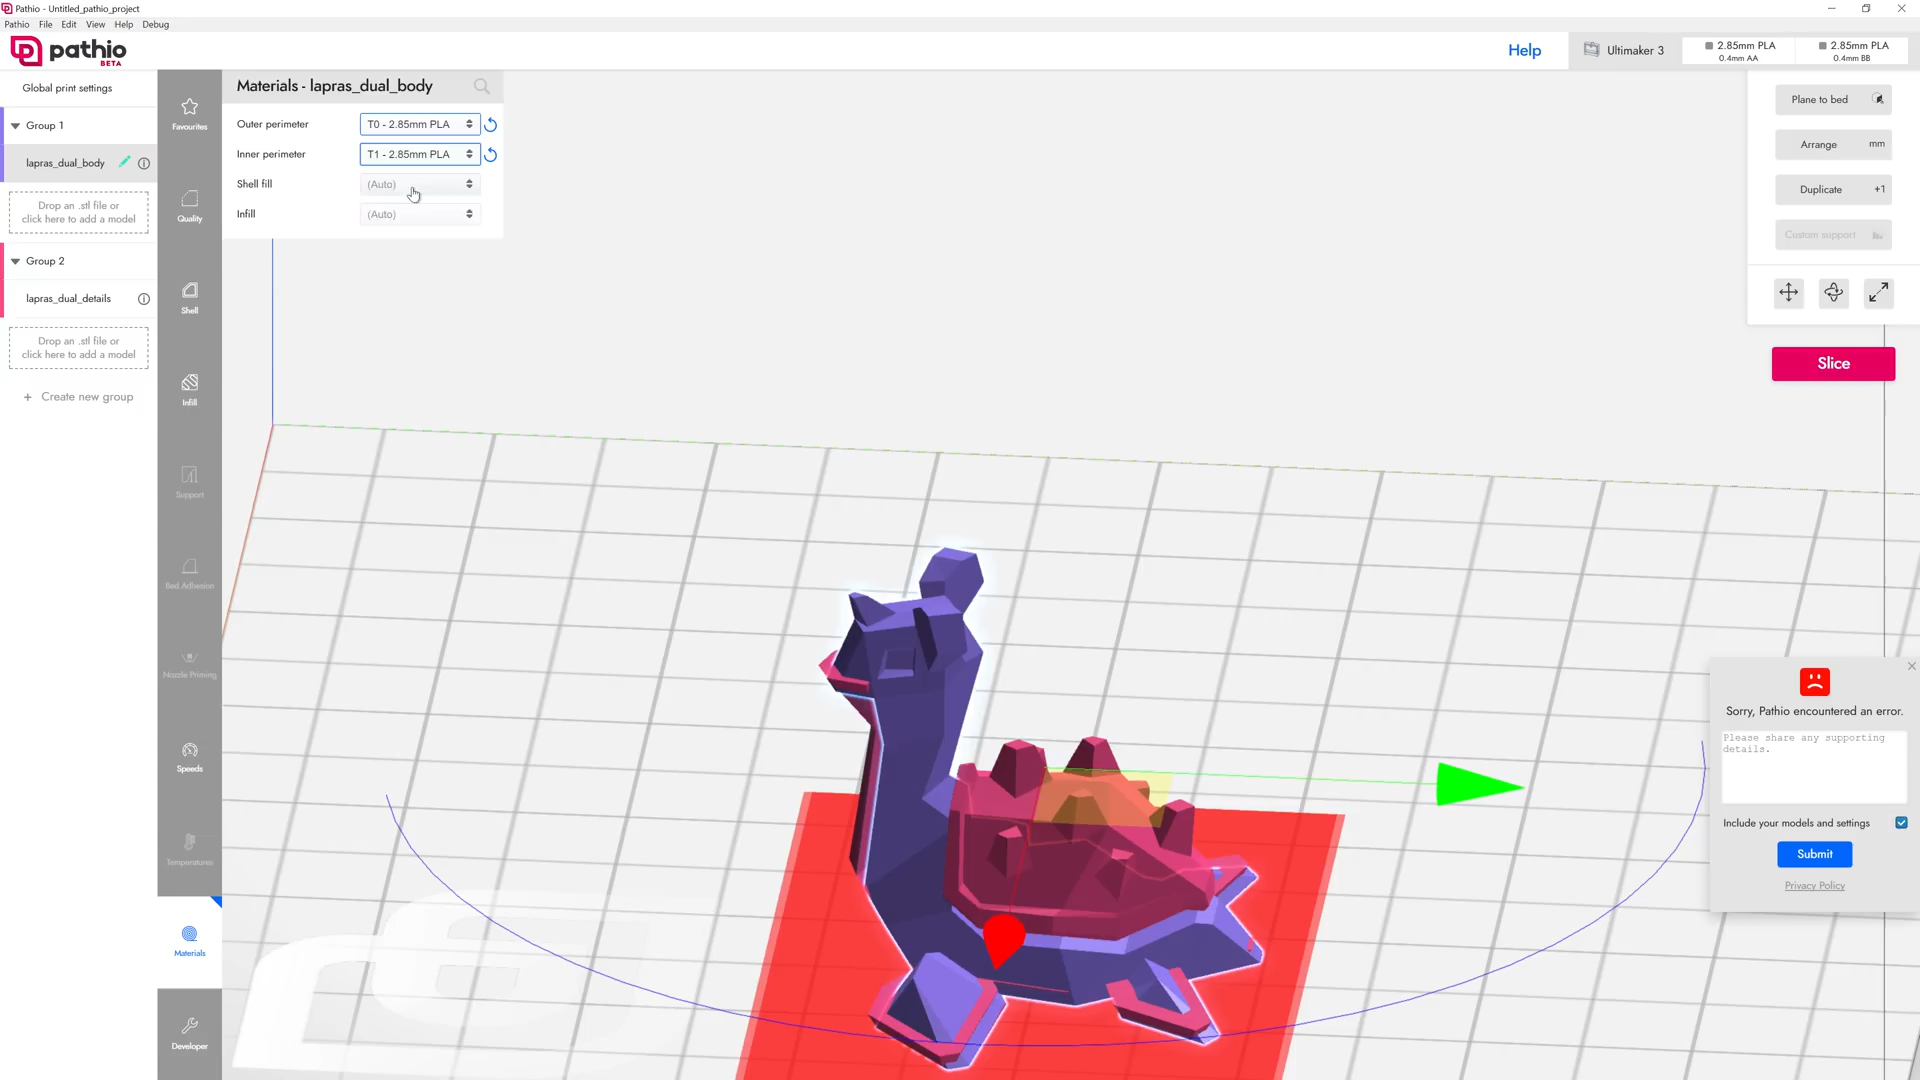 Pathio - Untitled_pathio_project
Pathio File Edit View Help Debug
pathio
BETA
Help
Ultimaker 3
2.85mm PLA
0.4mm AA
2.85mm PLA
0.4mm BB
Global print settings
Group 1
lapras_dual_body
Drop an .stl file or
click here to add a model
Group 2
lapras_dual_details
Drop an .stl file or
click here to add a model
+ Create new group
Favourites
Quality
Shell
Infill
Support
Bed Adhesion
Nozzle Priming
Speeds
Temperatures
Materials
Developer
Materials - lapras_dual_body
Outer perimeter T0 - 2.85mm PLA
Inner perimeter T1 - 2.85mm PLA
Shell fill (Auto)
Infill (Auto)
Plane to bed
Arrange mm
Duplicate +1
Custom support
Slice
Sorry, Pathio encountered an error.
Please share any supporting
details.
Include your models and settings
Submit
Privacy Policy